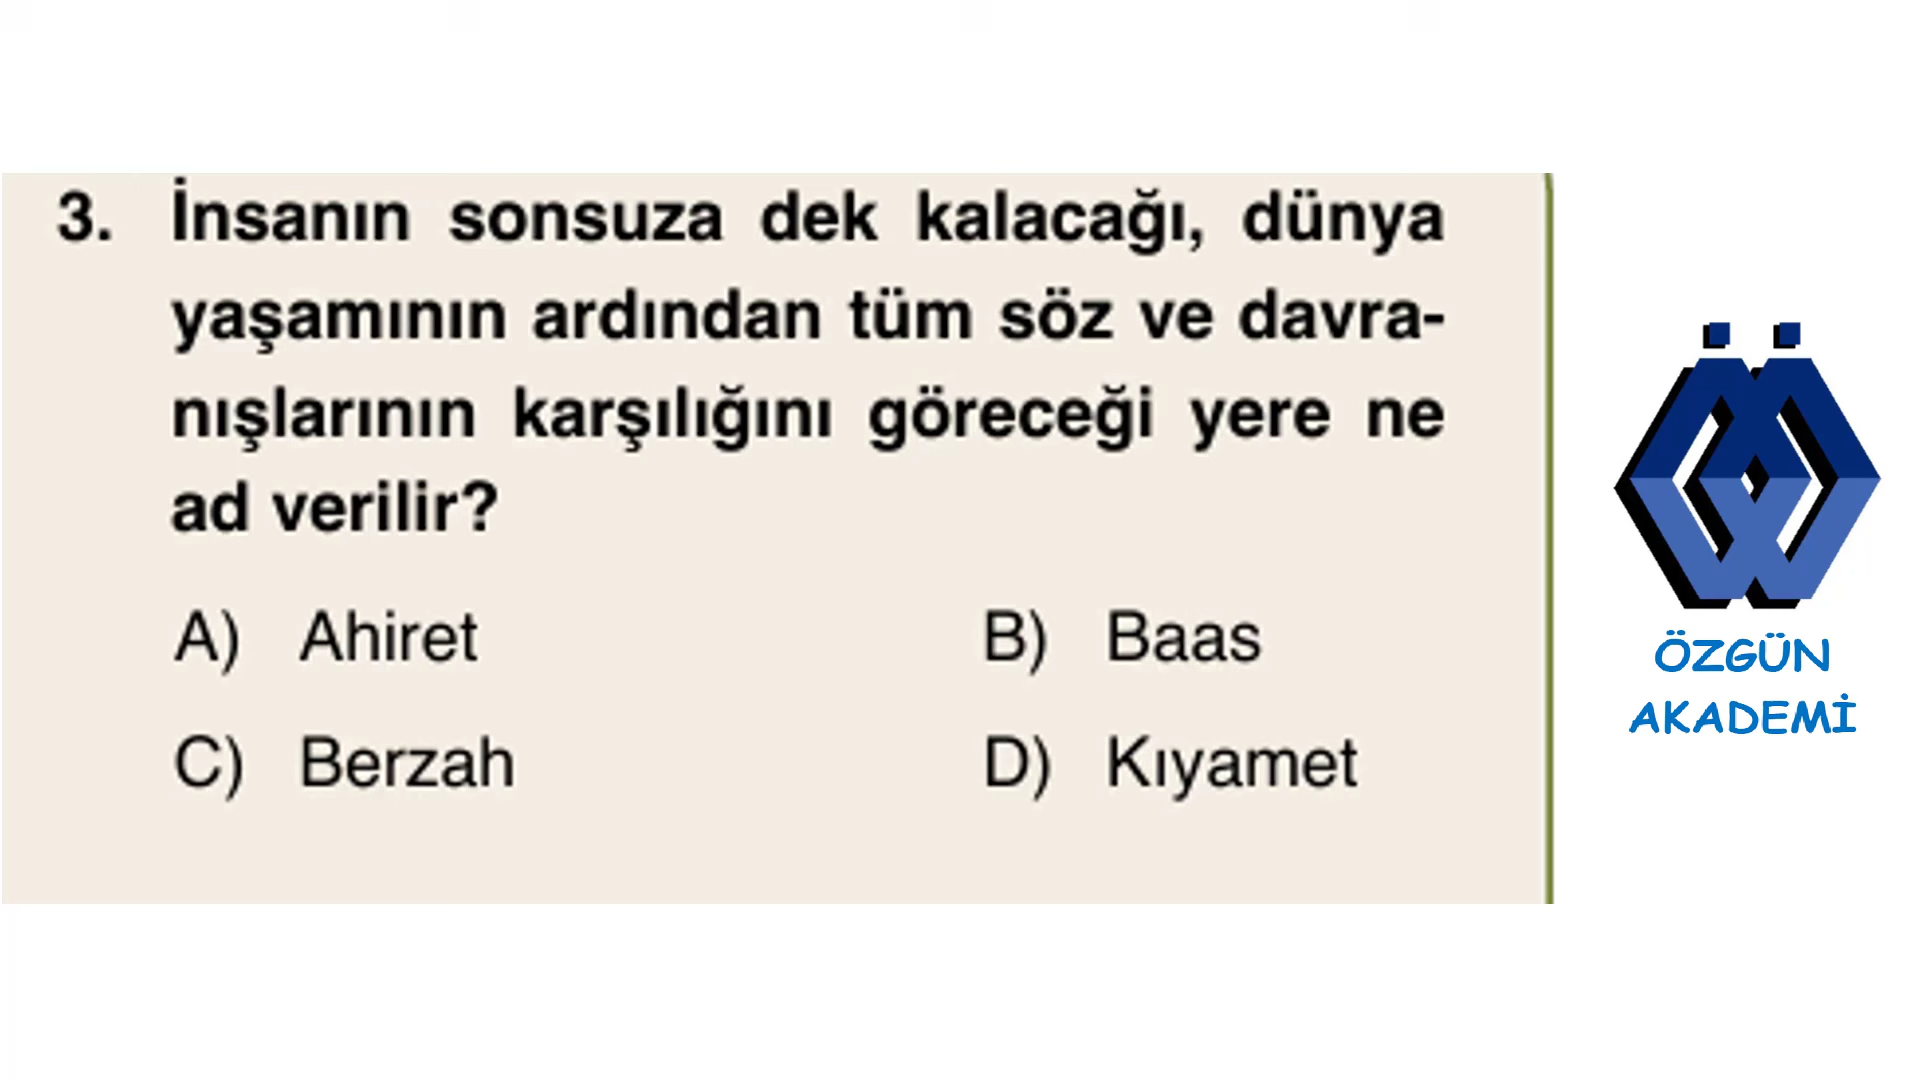 3. İnsanın sonsuza dek kalacağı, dünya
yaşamının ardından tüm söz ve davra-
nışlarının karşılığını göreceği yere ne
ad verilir?
A) Ahiret
B) Baas
C) Berzah
D) Kıyamet
ÖZGÜN
AKADEMİ